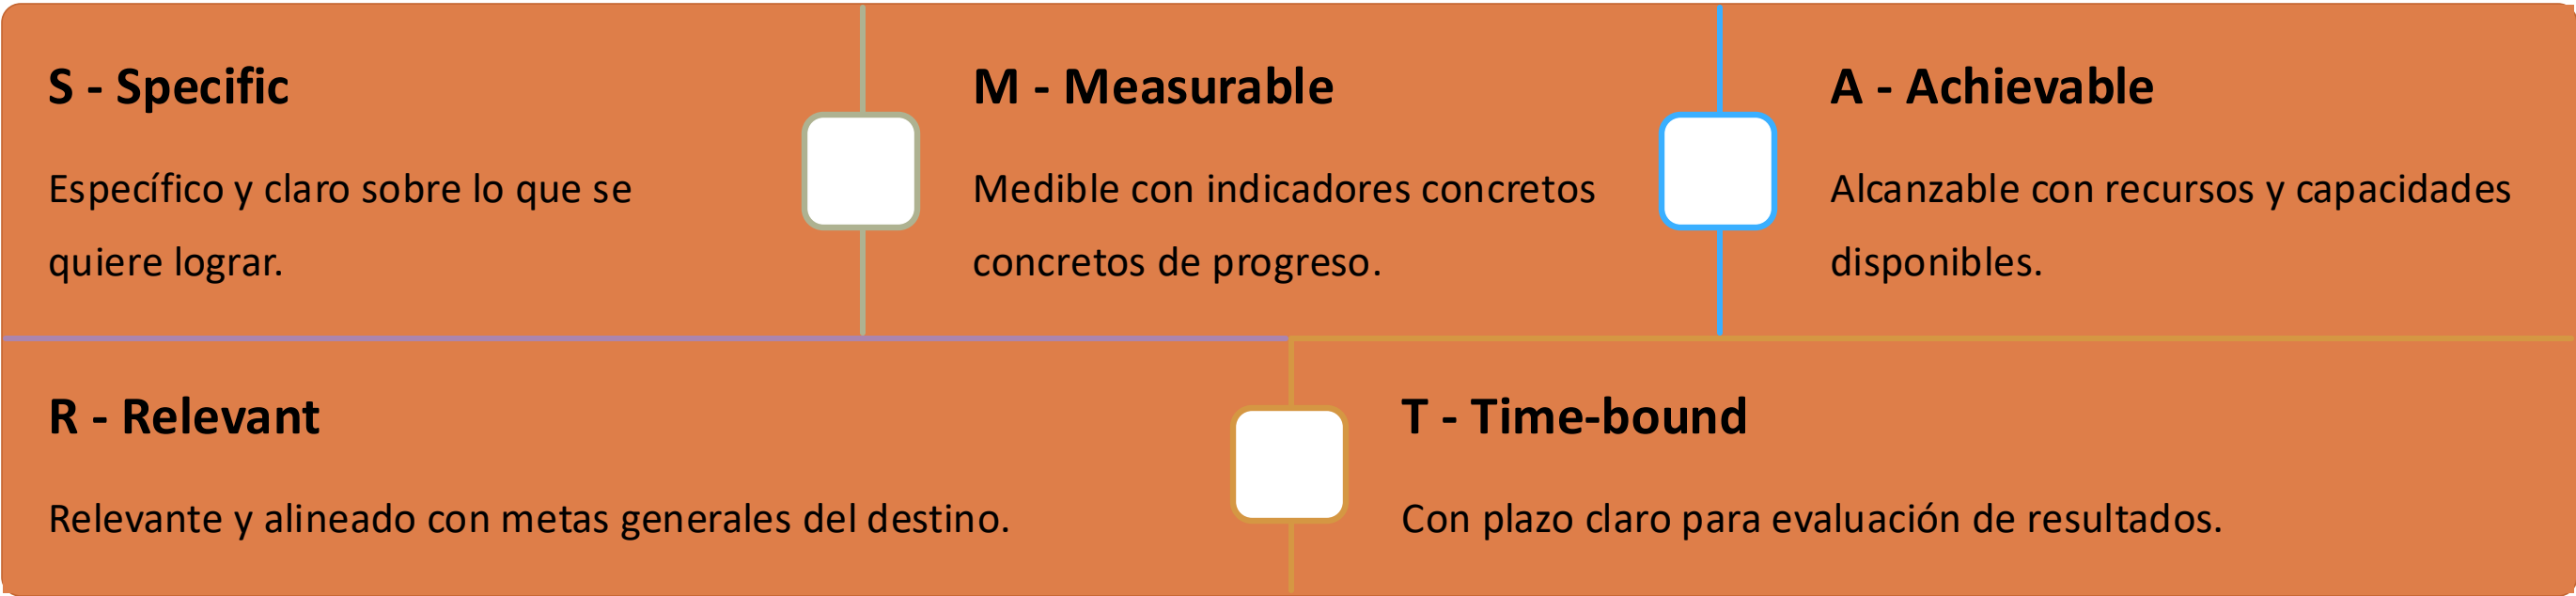 S - Specific
Específico y claro sobre lo que se
quiere lograr.
M - Measurable
Medible con indicadores concretos
concretos de progreso.
A - Achievable
Alcanzable con recursos y capacidades
disponibles.
R - Relevant
Relevante y alineado con metas generales del destino.
T - Time-bound
Con plazo claro para evaluación de resultados.